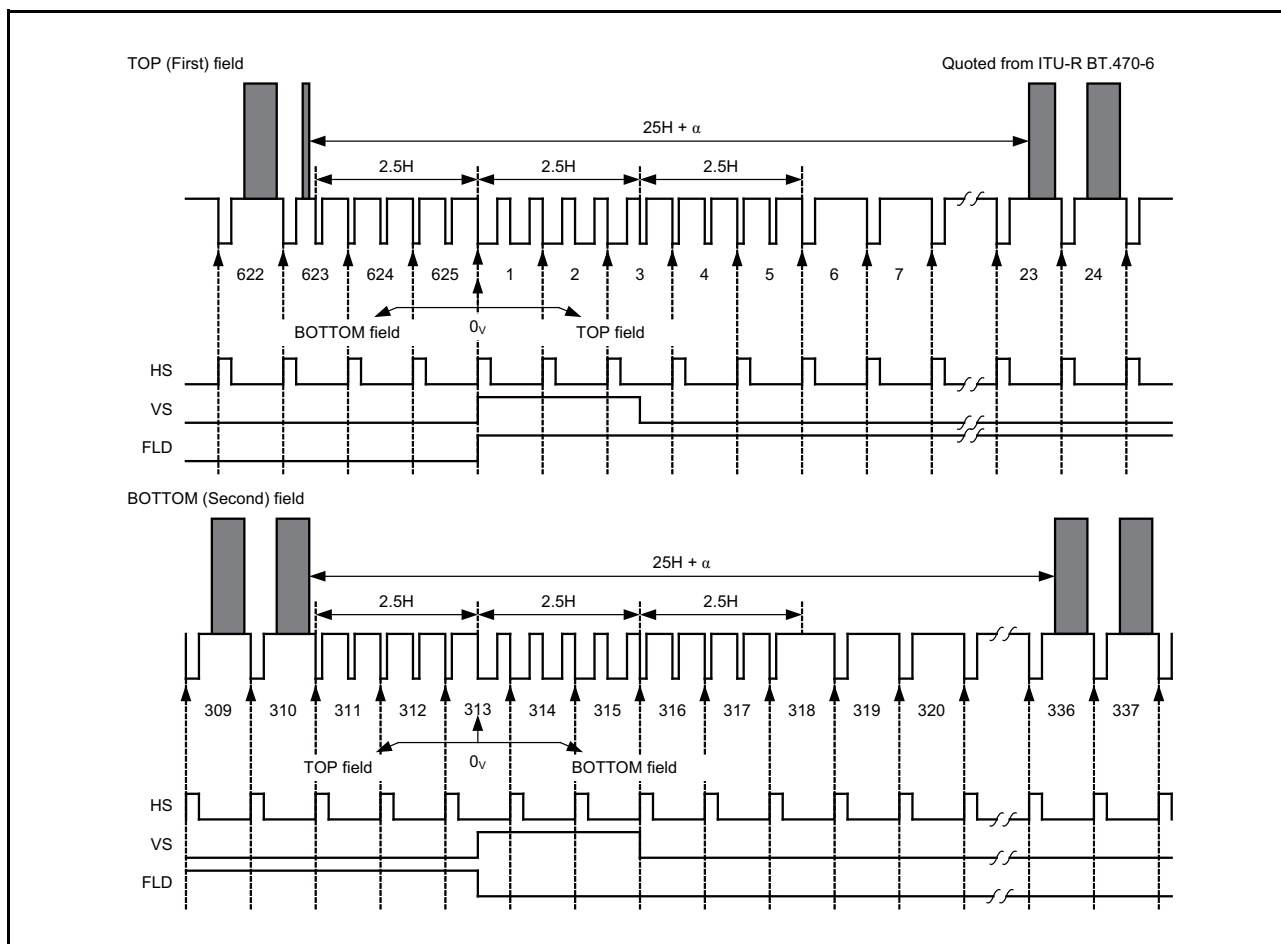 TOP (First) field Quoted from ITU-R BT.470-6
25H + α
2.5H 2.5H 2.5H
622 623 624 625 1 2 3 4 5 6 7 23 24
BOTTOM field 0V TOP field
HS
VS
FLD
BOTTOM (Second) field
25H + α
2.5H 2.5H 2.5H
309 310 311 312 313 314 315 316 317 318 319 320 336 337
TOP field 0V BOTTOM field
HS
VS
FLD